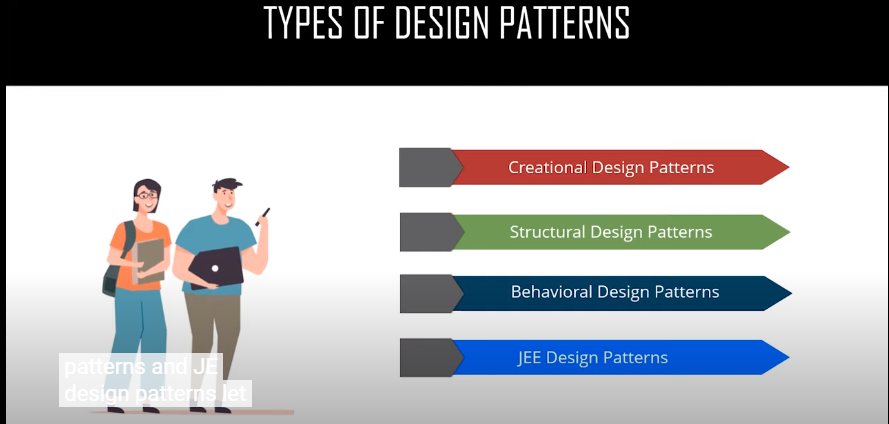 TYPES OF DESIGN PATTERNS
Creational Design Patterns
Structural Design Patterns
Behavioral Design Patterns
JEE Design Patterns
patterns and JE
design patterns let